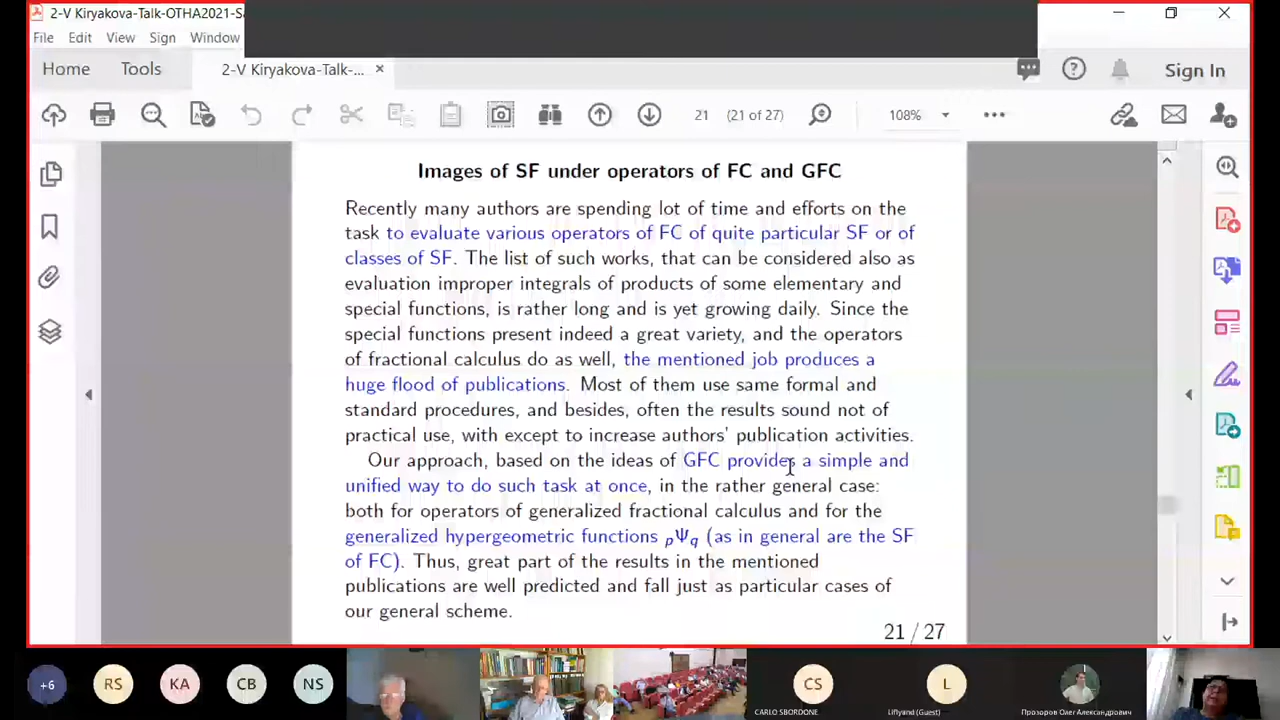 2-V Kiryakova-Talk-OTHA2021-S
File Edit View Sign Window
Home Tools 2-V Kiryakova-Talk-... × Sign In
21 (21 of 27) 108%
Images of SF under operators of FC and GFC
Recently many authors are spending lot of time and efforts on the
task to evaluate various operators of FC of quite particular SF or of
classes of SF. The list of such works, that can be considered also as
evaluation improper integrals of products of some elementary and
special functions, is rather long and is yet growing daily. Since the
special functions present indeed a great variety, and the operators
of fractional calculus do as well, the mentioned job produces a
huge flood of publications. Most of them use same formal and
standard procedures, and besides, often the results sound not of
practical use, with except to increase authors' publication activities.
Our approach, based on the ideas of GFC provides a simple and
unified way to do such task at once, in the rather general case:
both for operators of generalized fractional calculus and for the
generalized hypergeometric functions pΨq (as in general are the SF
of FC). Thus, great part of the results in the mentioned
publications are well predicted and fall just as particular cases of
our general scheme.
21 / 27
+6 RS KA CB NS CS L
CARLO SBORDONE Liflyand (Guest) Прозоров Олег Александрович